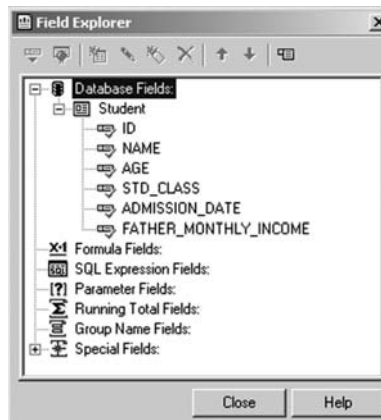 Field Explorer
Database Fields:
Student
ID
NAME
AGE
STD_CLASS
ADMISSION_DATE
FATHER_MONTHLY_INCOME
Formula Fields:
SQL Expression Fields:
Parameter Fields:
Running Total Fields:
Group Name Fields:
Special Fields:
Close Help